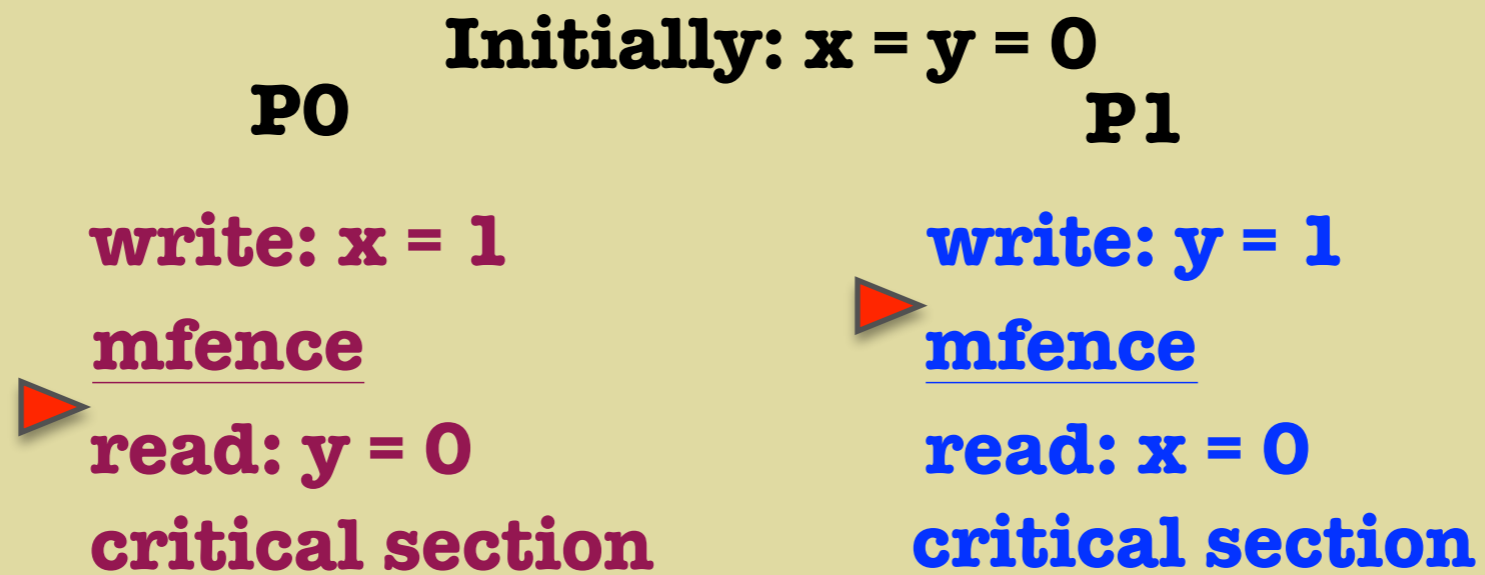 Initially: x = y = 0
P0
P1
write: x = 1
mfence
read: y = 0
critical section
write: y = 1
mfence
read: x = 0
critical section